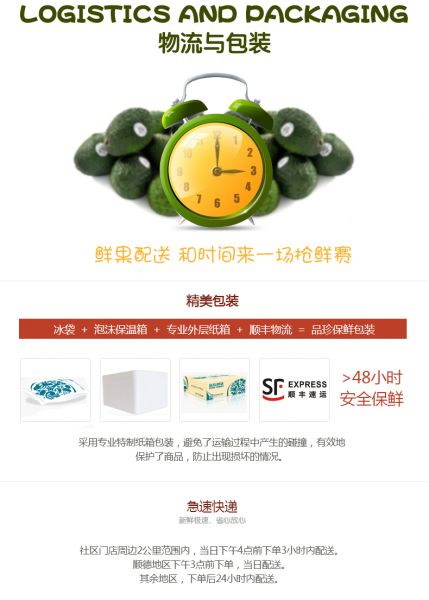 LOGISTICS AND PACKAGING
物流与包装
12
3
6
9
鲜果配送 和时间来一场抢鲜赛
精美包装
冰袋 + 泡沫保温箱 + 专业外层纸箱 + 顺丰物流 = 品珍保鲜包装
SF EXPRESS
顺丰速运
>48小时
安全保鲜
采用专业特制纸箱包装，避免了运输过程中产生的碰撞，有效地
保护了商品，防止出现损坏的情况。
急速快递
新鲜极速、省心放心
社区门店周边2公里范围内，当日下午4点前下单3小时内配送。
顺德地区下午3点前下单，当日配送。
其余地区，下单后24小时内配送。